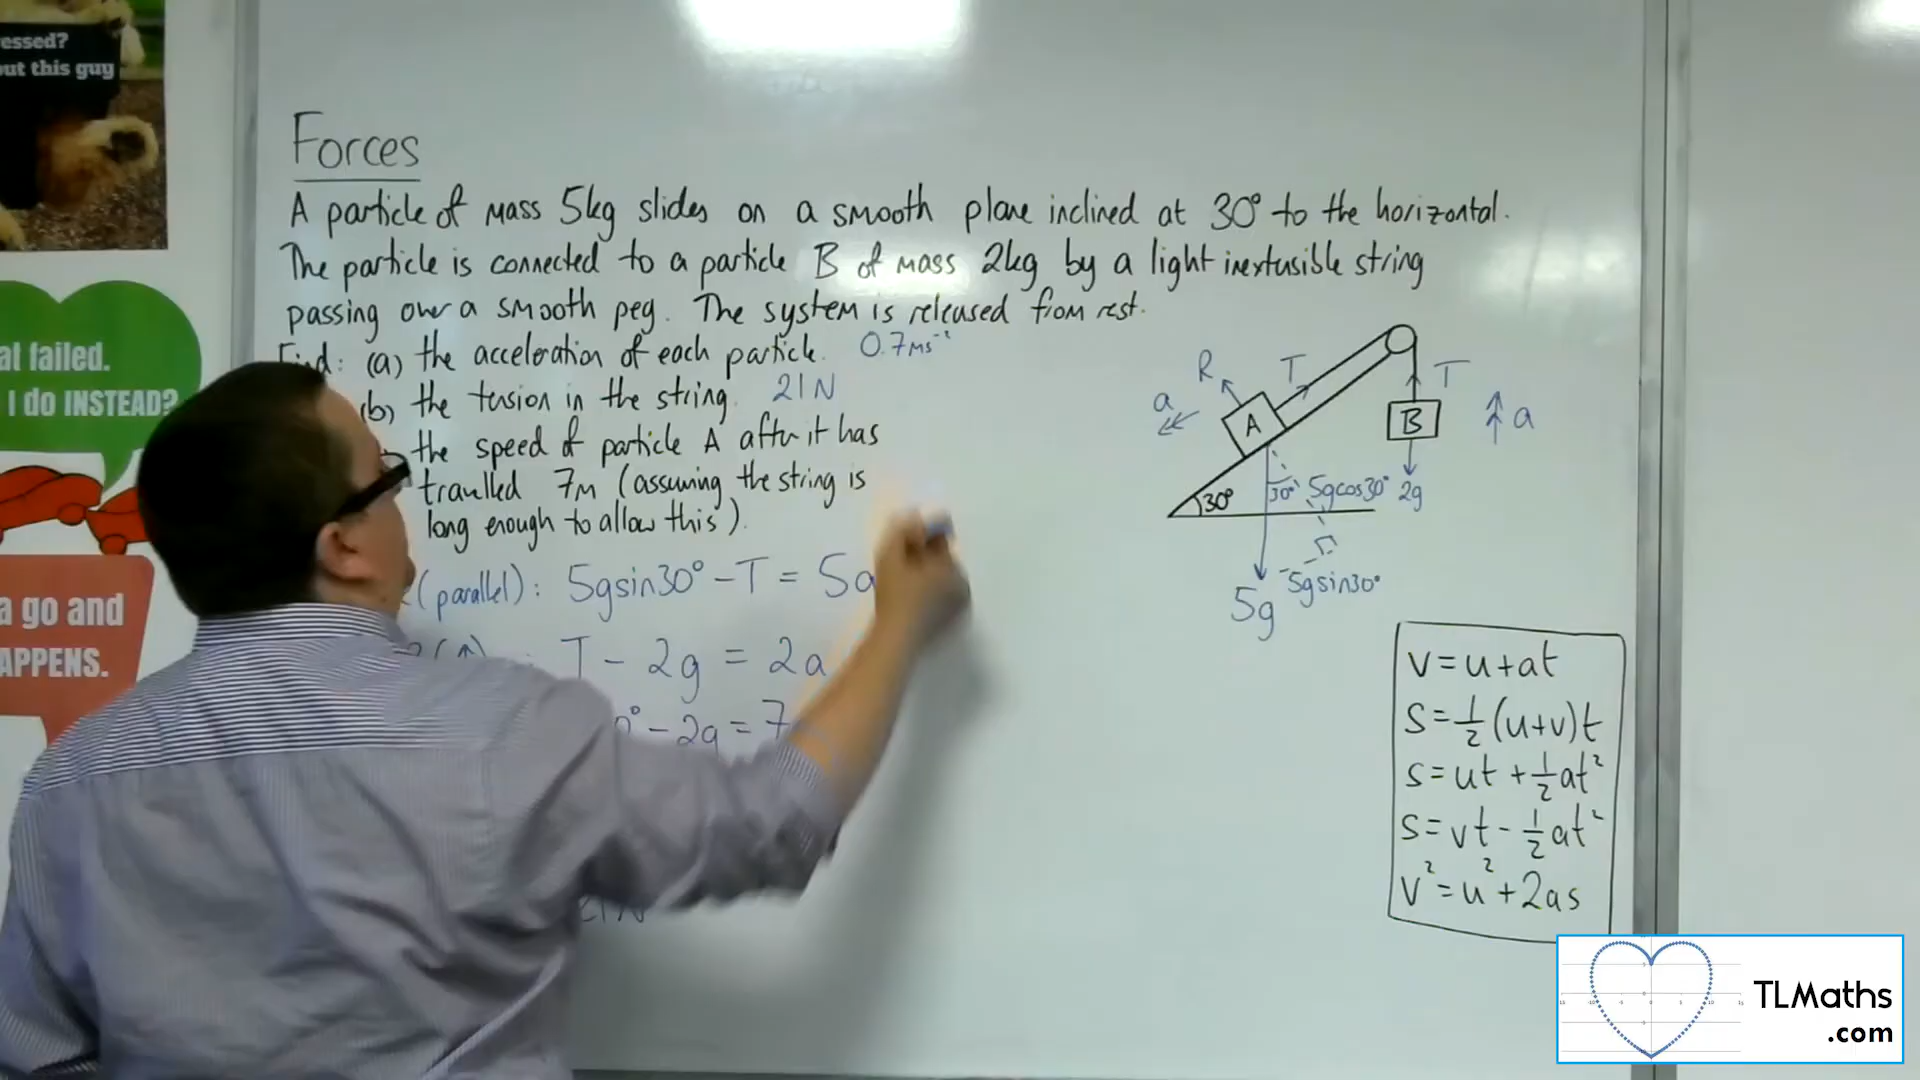 essed?
out this guy
at failed.
I do INSTEAD?
a go and
APPENS.
Forces
A particle of mass 5kg slides on a smooth plane inclined at 30° to the horizontal.
The particle is connected to a particle B of mass 2kg by a light inextensible string
passing over a smooth peg. The system is released from rest.
Find: (a) the acceleration of each particle. 0.7ms⁻²
(b) the tension in the string. 21N
the speed of particle A after it has
travelled 7m (assuming the string is
long enough to allow this).
(parallel): 5gsin30° - T = 5a
T - 2g = 2a
° - 2g = 7
21N
R
T
T
a
A
B
a
30°
30°
5gcos30°
2g
5gsin30°
5g
v = u + at
s = ½(u+v)t
s = ut + ½at²
s = vt - ½at²
v² = u² + 2as
TLMaths
.com